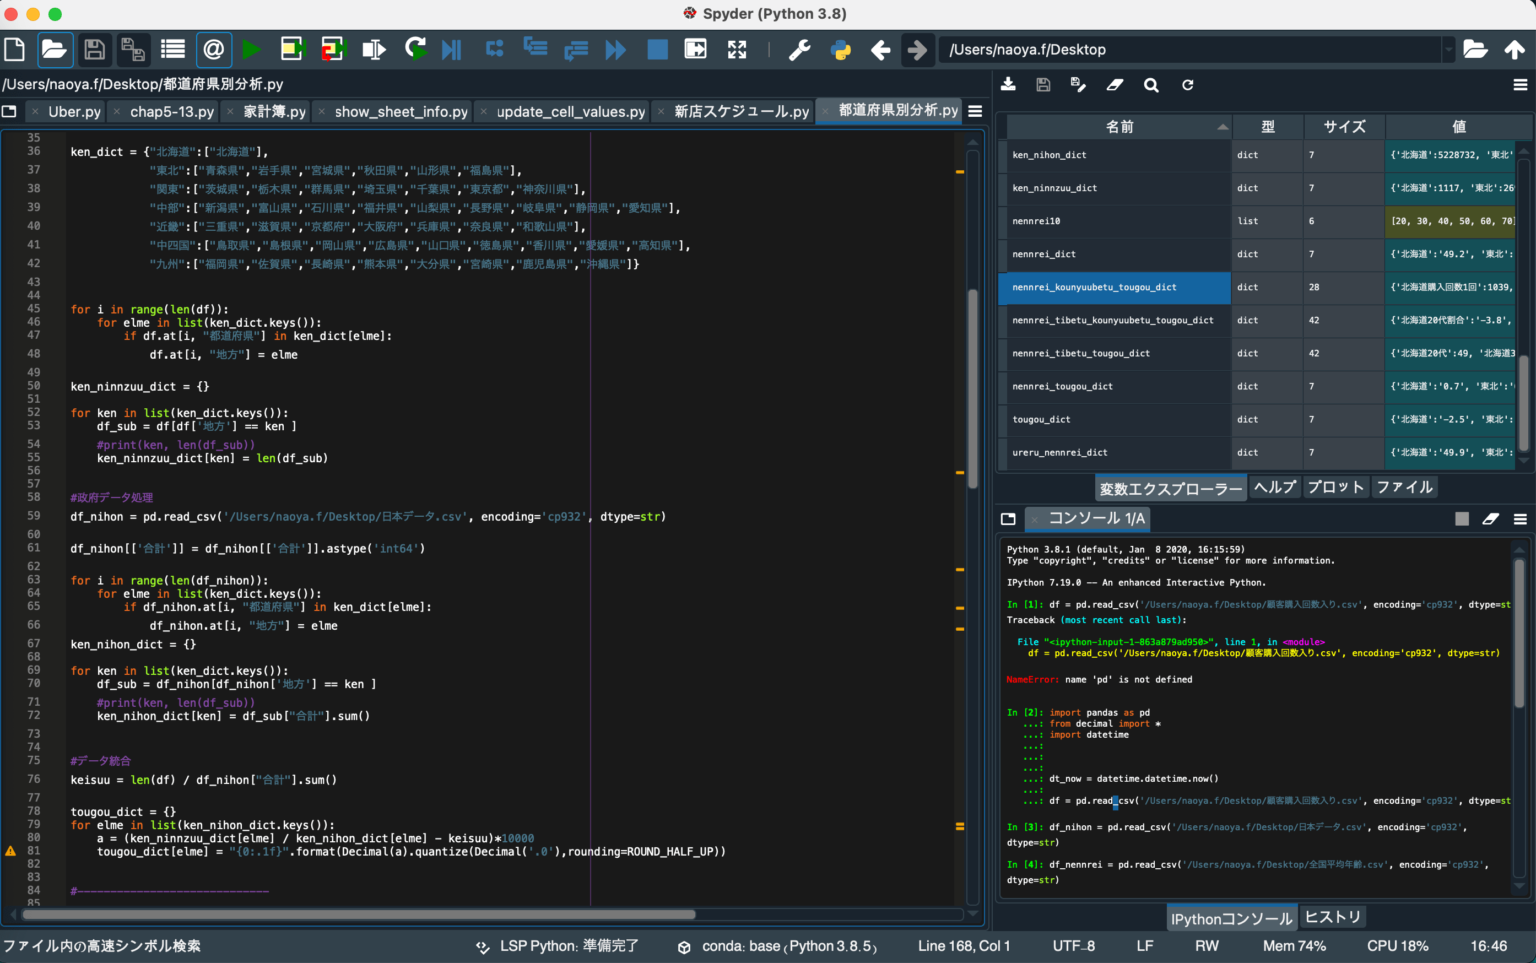 Spyder (Python 3.8)
/Users/naoya.f/Desktop
/Users/naoya.f/Desktop/都道府県別分析.py
Uber.py
chap5-13.py
家計簿.py
show_sheet_info.py
update_cell_values.py
新店スケジュール.py
都道府県別分析.py
35
36 ken_dict = {"北海道":["北海道"],
37 "東北":["青森県","岩手県","宮城県","秋田県","山形県","福島県"],
38 "関東":["茨城県","栃木県","群馬県","埼玉県","千葉県","東京都","神奈川県"],
39 "中部":["新潟県","富山県","石川県","福井県","山梨県","長野県","岐阜県","静岡県","愛知県"],
40 "近畿":["三重県","滋賀県","京都府","大阪府","兵庫県","奈良県","和歌山県"],
41 "中四国":["鳥取県","島根県","岡山県","広島県","山口県","徳島県","香川県","愛媛県","高知県"],
42 "九州":["福岡県","佐賀県","長崎県","熊本県","大分県","宮崎県","鹿児島県","沖縄県"]}
43
44
45 for i in range(len(df)):
46 for elme in list(ken_dict.keys()):
47 if df.at[i, "都道府県"] in ken_dict[elme]:
48 df.at[i, "地方"] = elme
49
50 ken_ninnzuu_dict = {}
51
52 for ken in list(ken_dict.keys()):
53 df_sub = df[df['地方'] == ken ]
54 #print(ken, len(df_sub))
55 ken_ninnzuu_dict[ken] = len(df_sub)
56
57
58 #政府データ処理
59 df_nihon = pd.read_csv('/Users/naoya.f/Desktop/日本データ.csv', encoding='cp932', dtype=str)
60
61 df_nihon[['合計']] = df_nihon[['合計']].astype('int64')
62
63 for i in range(len(df_nihon)):
64 for elme in list(ken_dict.keys()):
65 if df_nihon.at[i, "都道府県"] in ken_dict[elme]:
66 df_nihon.at[i, "地方"] = elme
67 ken_nihon_dict = {}
68
69 for ken in list(ken_dict.keys()):
70 df_sub = df_nihon[df_nihon['地方'] == ken ]
71 #print(ken, len(df_sub))
72 ken_nihon_dict[ken] = df_sub["合計"].sum()
73
74
75 #データ統合
76 keisuu = len(df) / df_nihon["合計"].sum()
77
78 tougou_dict = {}
79 for elme in list(ken_nihon_dict.keys()):
80 a = (ken_ninnzuu_dict[elme] / ken_nihon_dict[elme] - keisuu)*10000
81 tougou_dict[elme] = "{0:.1f}".format(Decimal(a).quantize(Decimal('.0'),rounding=ROUND_HALF_UP))
82
83
84 #-----------------------------
85
名前 型 サイズ 値
ken_nihon_dict dict 7 {'北海道':5228732, '東北'
ken_ninnzuu_dict dict 7 {'北海道':1117, '東北':26
nennrei10 list 6 [20, 30, 40, 50, 60, 70]
nennrei_dict dict 7 {'北海道':'49.2', '東北':
nennrei_kounyuubetu_tougou_dict dict 28 {'北海道購入回数1回':1039,
nennrei_tibetu_kounyuubetu_tougou_dict dict 42 {'北海道20代割合':'-3.8',
nennrei_tibetu_tougou_dict dict 42 {'北海道20代':49, '北海道3
nennrei_tougou_dict dict 7 {'北海道':'0.7', '東北':'
tougou_dict dict 7 {'北海道':'-2.5', '東北':
ureru_nennrei_dict dict 7 {'北海道':'49.9', '東北':
変数エクスプローラー ヘルプ プロット ファイル
コンソール 1/A
Python 3.8.1 (default, Jan 8 2020, 16:15:59)
Type "copyright", "credits" or "license" for more information.
IPython 7.19.0 -- An enhanced Interactive Python.
In [1]: df = pd.read_csv('/Users/naoya.f/Desktop/顧客購入回数入り.csv', encoding='cp932', dtype=st
Traceback (most recent call last):
File "<ipython-input-1-863a879ad950>", line 1, in <module>
df = pd.read_csv('/Users/naoya.f/Desktop/顧客購入回数入り.csv', encoding='cp932', dtype=str)
NameError: name 'pd' is not defined
In [2]: import pandas as pd
...: from decimal import *
...: import datetime
...:
...:
...:
...: dt_now = datetime.datetime.now()
...:
...: df = pd.read_csv('/Users/naoya.f/Desktop/顧客購入回数入り.csv', encoding='cp932', dtype=st
In [3]: df_nihon = pd.read_csv('/Users/naoya.f/Desktop/日本データ.csv', encoding='cp932',
dtype=str)
In [4]: df_nennrei = pd.read_csv('/Users/naoya.f/Desktop/全国平均年齢.csv', encoding='cp932',
dtype=str)
IPythonコンソール ヒストリ
ファイル内の高速シンボル検索 LSP Python: 準備完了 conda: base (Python 3.8.5) Line 168, Col 1 UTF-8 LF RW Mem 74% CPU 18% 16:46